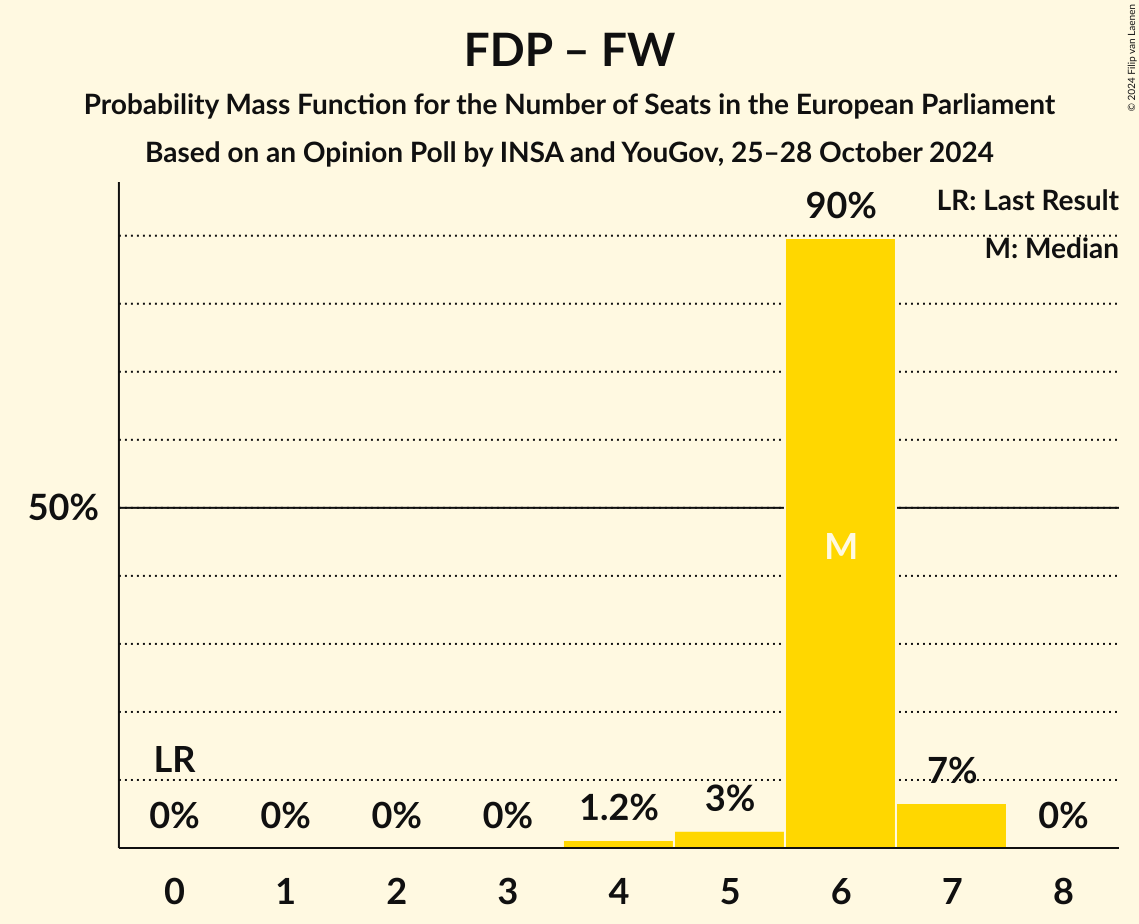 FDP – FW
Probability Mass Function for the Number of Seats in the European Parliament
Based on an Opinion Poll by INSA and YouGov, 25–28 October 2024
© 2024 Filip van Laenen
LR: Last Result
M: Median
90%
50%
M
LR
7%
0% 0% 0% 0% 1.2% 3% 0%
0 1 2 3 4 5 6 7 8